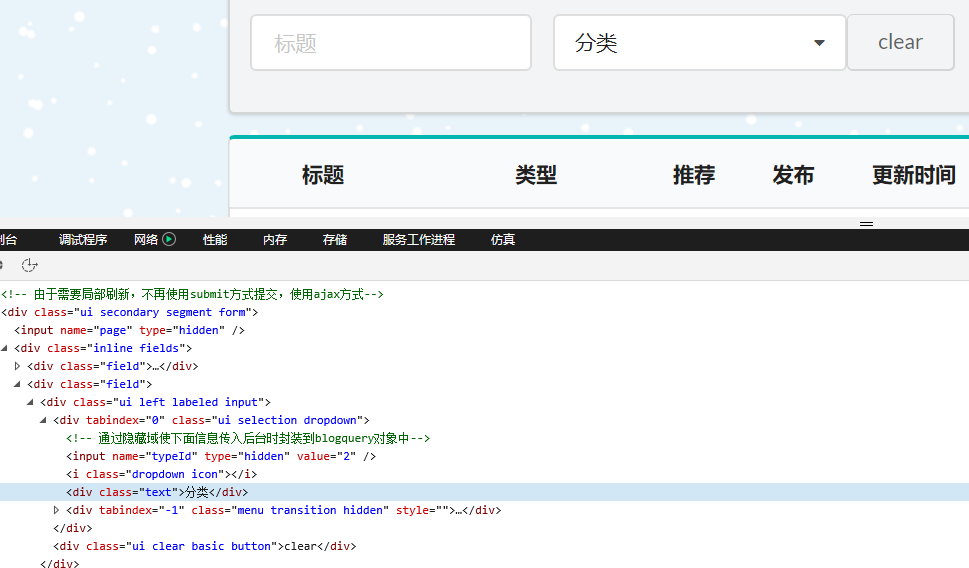 标题 分类 clear
标题 类型 推荐 发布 更新时间
制台 调试程序 网络 性能 内存 存储 服务工作进程 仿真
<!-- 由于需要局部刷新，不再使用submit方式提交，使用ajax方式-->
<div class="ui secondary segment form">
<input name="page" type="hidden" />
<div class="inline fields">
<div class="field">…</div>
<div class="field">
<div class="ui left labeled input">
<div tabindex="0" class="ui selection dropdown">
<!-- 通过隐藏域使下面信息传入后台时封装到blogquery对象中-->
<input name="typeId" type="hidden" value="2" />
<i class="dropdown icon"></i>
<div class="text">分类</div>
<div tabindex="-1" class="menu transition hidden" style="">…</div>
</div>
<div class="ui clear basic button">clear</div>
</div>